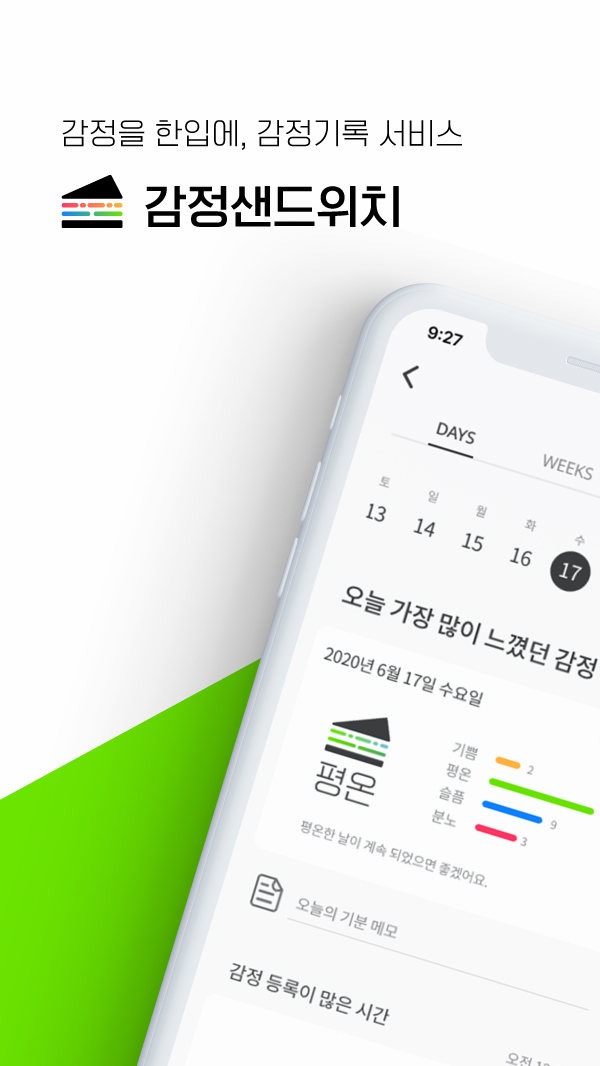 감정을 한입에, 감정기록 서비스
감정샌드위치
9:27
DAYS WEEKS
토 일 월 화 수
13 14 15 16 17
오늘 가장 많이 느꼈던 감정
2020년 6월 17일 수요일
평온
기쁨 2
평온
슬픔 9
분노 3
평온한 날이 계속 되었으면 좋겠어요.
오늘의 기분 메모
감정 등록이 많은 시간
오전 12